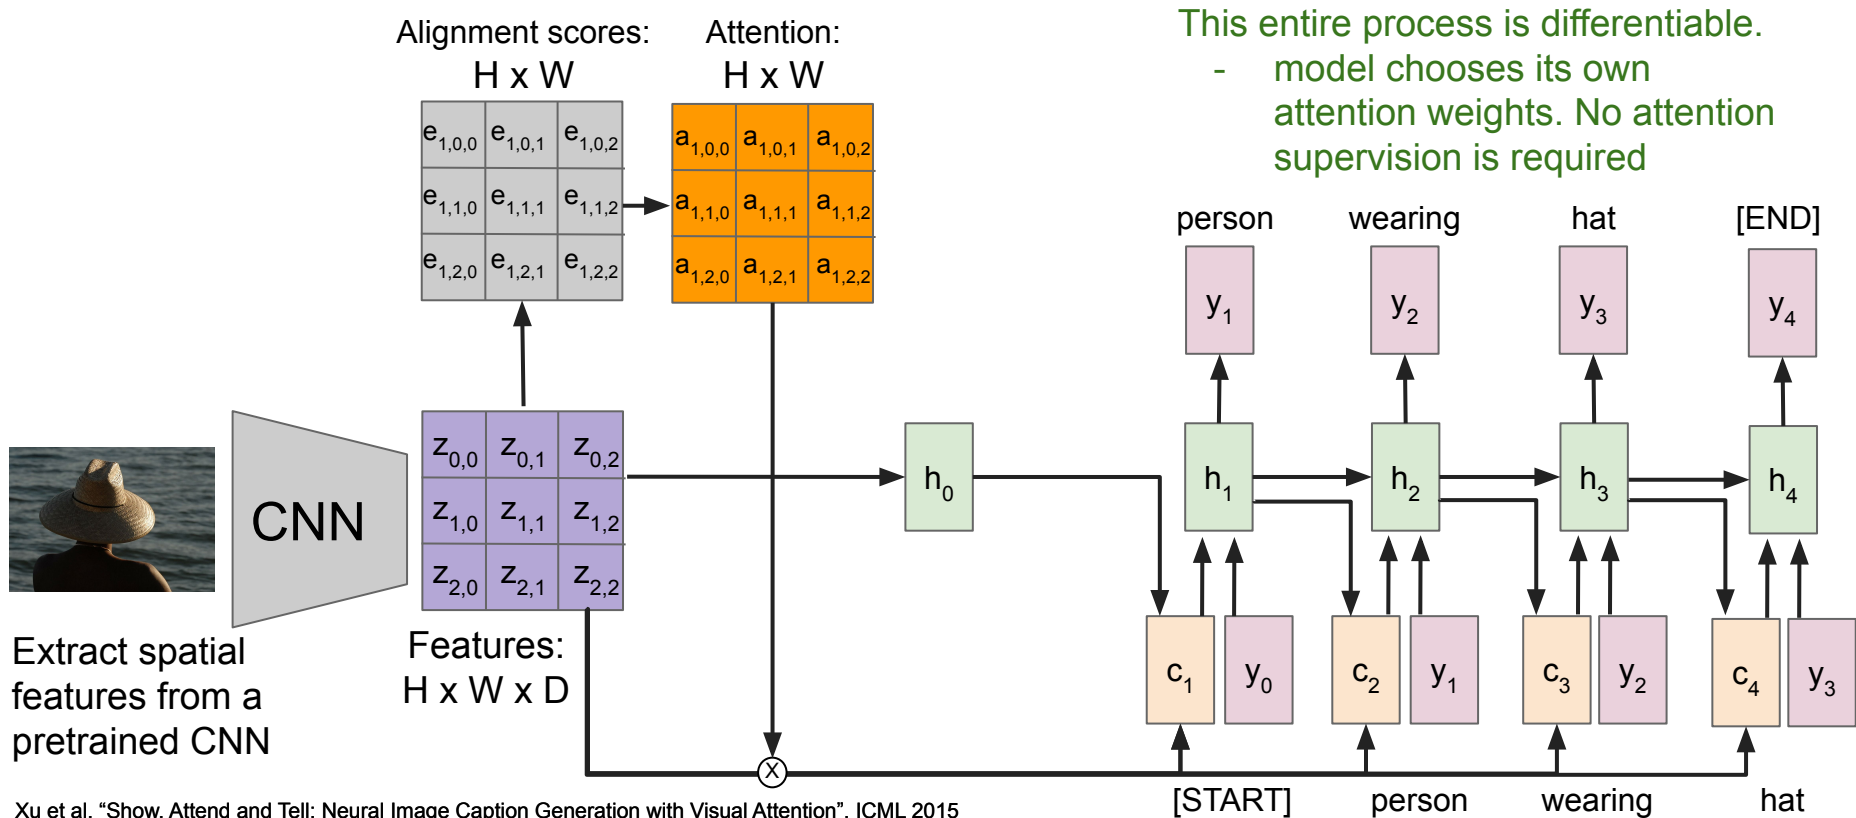 Alignment scores:
H x W
Attention:
H x W
This entire process is differentiable.
- model chooses its own
attention weights. No attention
supervision is required
e1,0,0 e1,0,1 e1,0,2
e1,1,0 e1,1,1 e1,1,2
e1,2,0 e1,2,1 e1,2,2
a1,0,0 a1,0,1 a1,0,2
a1,1,0 a1,1,1 a1,1,2
a1,2,0 a1,2,1 a1,2,2
person wearing hat [END]
y1 y2 y3 y4
CNN
z0,0 z0,1 z0,2
z1,0 z1,1 z1,2
z2,0 z2,1 z2,2
h0 h1 h2 h3 h4
Extract spatial
features from a
pretrained CNN
Features:
H x W x D
c1 y0 c2 y1 c3 y2 c4 y3
X
[START] person wearing hat
Xu et al, “Show, Attend and Tell: Neural Image Caption Generation with Visual Attention”, ICML 2015